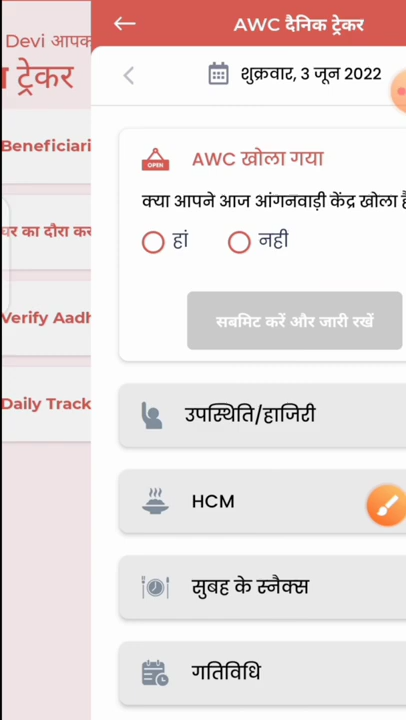 Devi आपक
ट्रेकर
Beneficiari
घर का दौरा कर
Verify Aadh
Daily Track
AWC दैनिक ट्रेकर
शुक्रवार, 3 जून 2022
OPEN
AWC खोला गया
क्या आपने आज आंगनवाड़ी केंद्र खोला है
हां
नही
सबमिट करें और जारी रखें
उपस्थिति/हाजिरी
HCM
सुबह के स्नैक्स
गतिविधि